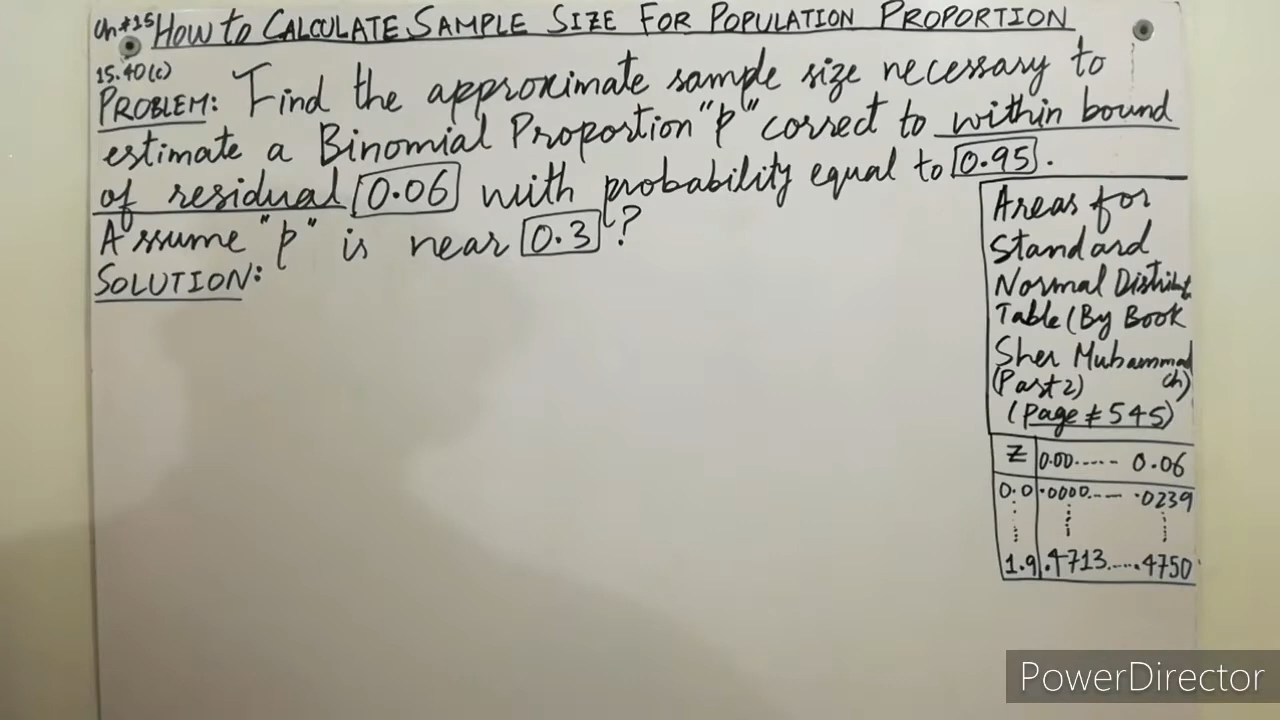 Ch#15 HOW to CALCULATE SAMPLE SIZE FOR POPULATION PROPORTION
15.40(c)
PROBLEM: Find the approximate sample size necessary to
estimate a Binomial Proportion "p" correct to within bound
of residual 0.06 with probability equal to 0.95.
Assume "p" is near 0.3?
SOLUTION:
Areas for
Standard
Normal Distribut
Table (By Book
Sher Muhammad
(Part 2) Ch)
(Page # 545)
Z 0.00...... 0.06
0.0 .0000..... .0239
1.9 .4713.....4750
PowerDirector